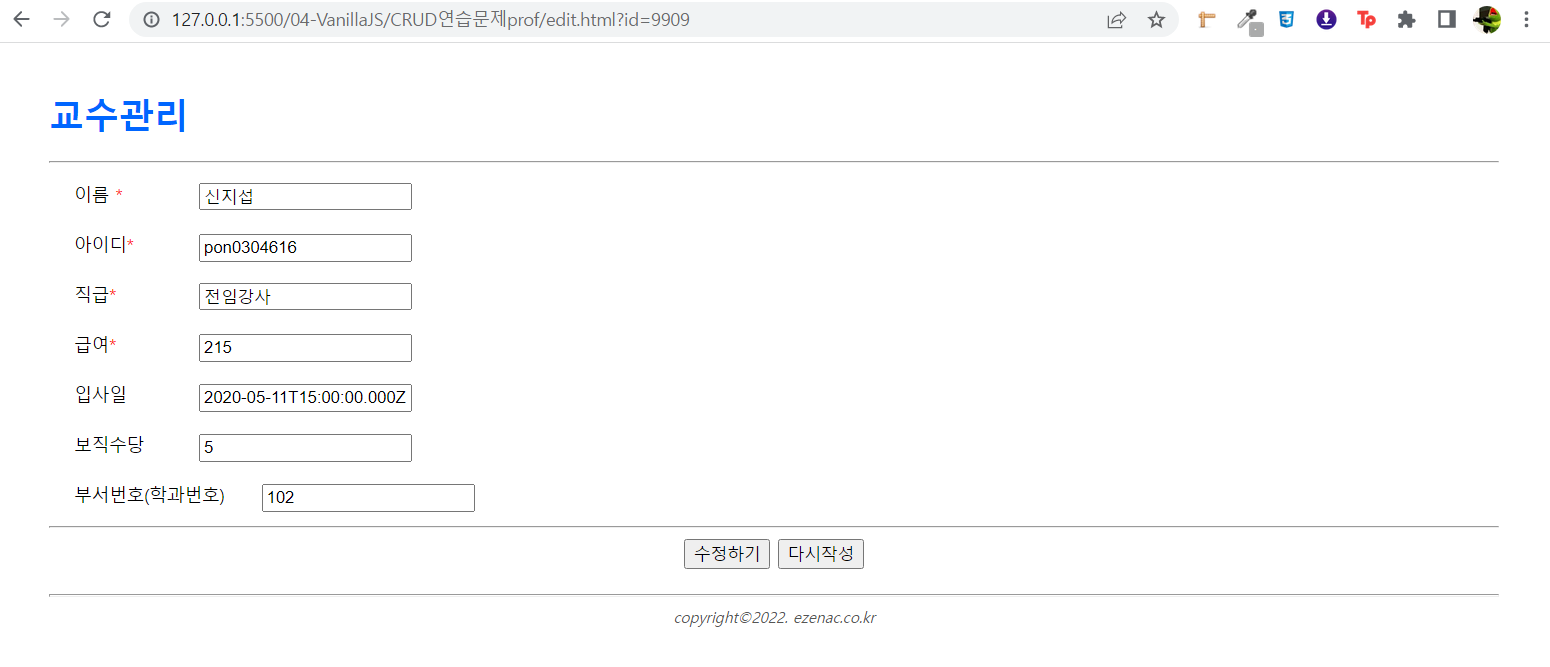 127.0.0.1:5500/04-VanillaJS/CRUD연습문제prof/edit.html?id=9909
교수관리
이름 * 신지섭
아이디* pon0304616
직급* 전임강사
급여* 215
입사일 2020-05-11T15:00:00.000Z
보직수당 5
부서번호(학과번호) 102
수정하기 다시작성
copyright©2022. ezenac.co.kr